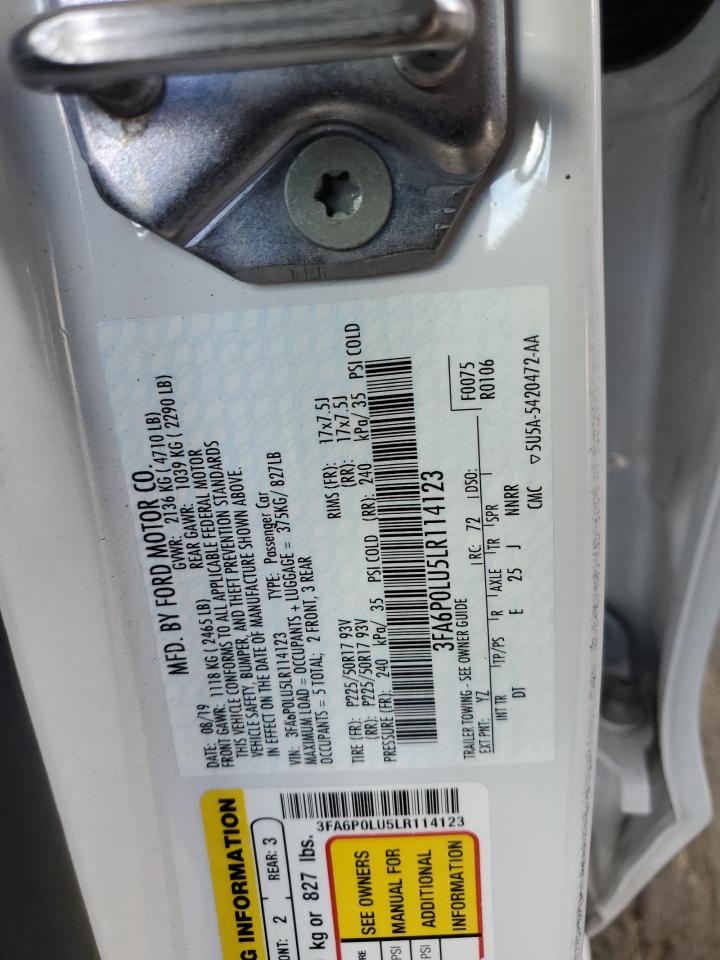 MFD. BY FORD MOTOR CO.
DATE: 08/19 GVWR: 2136 KG ( 4710 LB)
FRONT GAWR: 1118 KG ( 2465 LB) REAR GAWR: 1039 KG ( 2290 LB)
THIS VEHICLE CONFORMS TO ALL APPLICABLE FEDERAL MOTOR
VEHICLE SAFETY, BUMPER, AND THEFT PREVENTION STANDARDS
IN EFFECT ON THE DATE OF MANUFACTURE SHOWN ABOVE.
VIN: 3FA6P0LU5LR114123 TYPE: Passenger Car
MAXIMUM LOAD = OCCUPANTS + LUGGAGE = 375KG/ 827LB
OCCUPANTS = 5 TOTAL; 2 FRONT, 3 REAR
TIRE (FR): P225/50R17 93V RIMS (FR): 17x7.5J
(RR): P225/50R17 93V (RR): 17x7.5J
PRESSURE (FR): 240 kPa/ 35 PSI COLD (RR): 240 kPa/ 35 PSI COLD
3FA6P0LU5LR114123
TRAILER TOWING - SEE OWNER GUIDE F0075
EXT PNT: YZ RC: 72 DSO: R0106
INT TR TP/PS R AXLE TR SPR
DT E 25 J NNRR
CMC ▽5U5A-5420472-AA
3FA6P0LU5LR114123
G INFORMATION
ONT: 2 REAR: 3
kg or 827 lbs.
SEE OWNERS
MANUAL FOR
ADDITIONAL
INFORMATION
RE
PSI
PSI